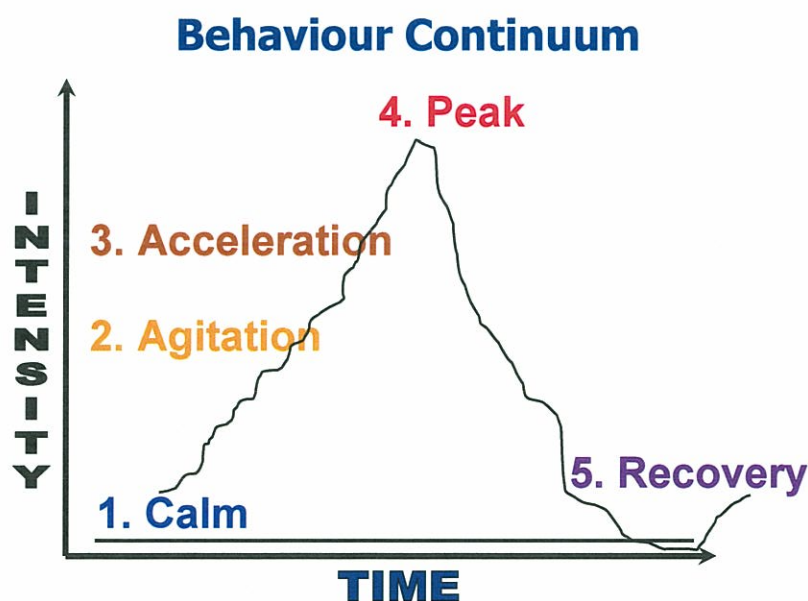 Behaviour Continuum
4. Peak
3. Acceleration
2. Agitation
5. Recovery
1. Calm
INTENSITY
TIME